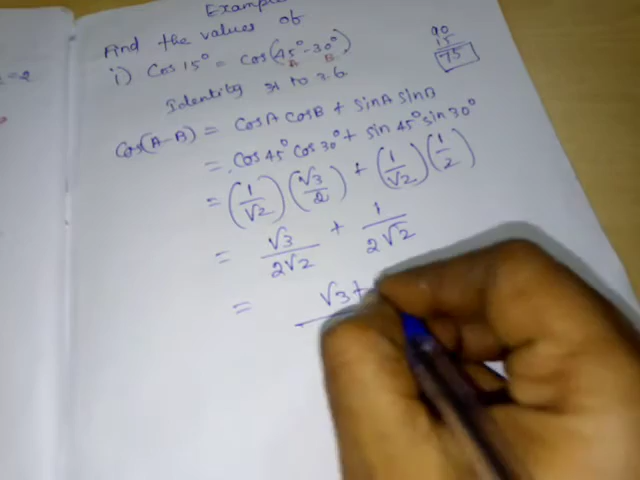 Example
Find the values of
i) Cos 15° = Cos(45° - 30°)
A B
90
15
75
Identity 3.6
Cos(A - B) = CosA CosB + SinA SinB
= Cos 45° Cos 30° + Sin 45° Sin 30°
= (1/√2) (√3/2) + (1/√2) (1/2)
= √3/2√2 + 1/2√2
= √3 +
= 2